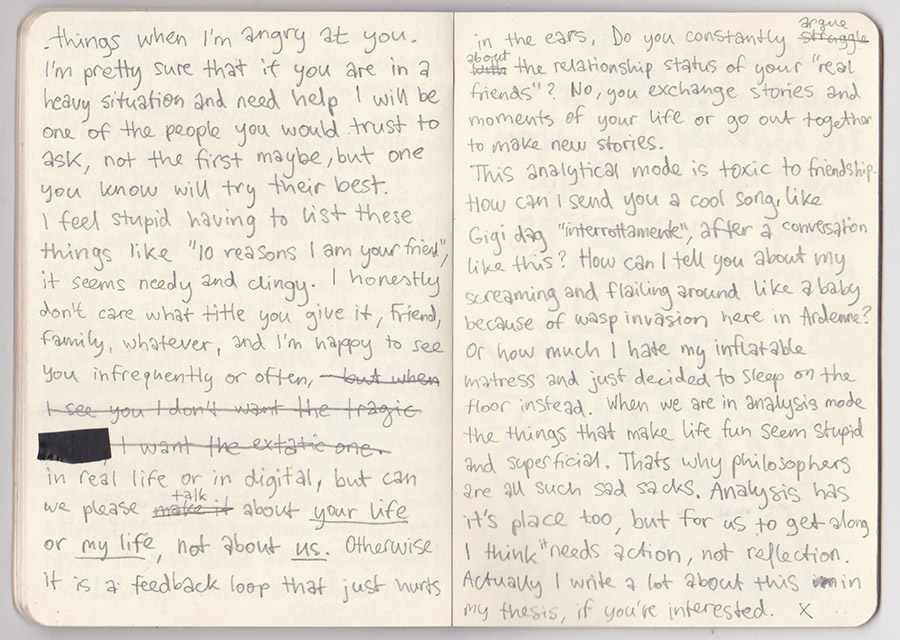 things when I'm angry at you.
I'm pretty sure that if you are in a
heavy situation and need help I will be
one of the people you would trust to
ask, not the first maybe, but one
you know will try their best.
I feel stupid having to list these
things like "10 reasons I am your friend",
it seems needy and clingy. I honestly
don't care what title you give it, friend,
family, whatever, and I'm happy to see
you infrequently or often, but when
I see you I don't want the tragic
, I want the extatic one.
in real life or in digital, but can
talk
we please make it about your life
or my life, not about us. Otherwise
it is a feedback loop that just hurts
argue
in the ears. Do you constantly struggle
about
with the relationship status of your "real
friends"? No, you exchange stories and
moments of your life or go out together
to make new stories.
This analytical mode is toxic to friendship.
How can I send you a cool song, like
Gigi dag "interrottamente", after a conversation
like this? How can I tell you about my
screaming and flailing around like a baby
because of wasp invasion here in Ardenne?
Or how much I hate my inflatable
matress and just decided to sleep on the
floor instead. When we are in analysis mode
the things that make life fun seem stupid
and superficial. Thats why philosophers
are all such sad sacks. Analysis has
it's place too, but for us to get along
I think it needs action, not reflection.
Actually I write a lot about this in
my thesis, if you're interested. X